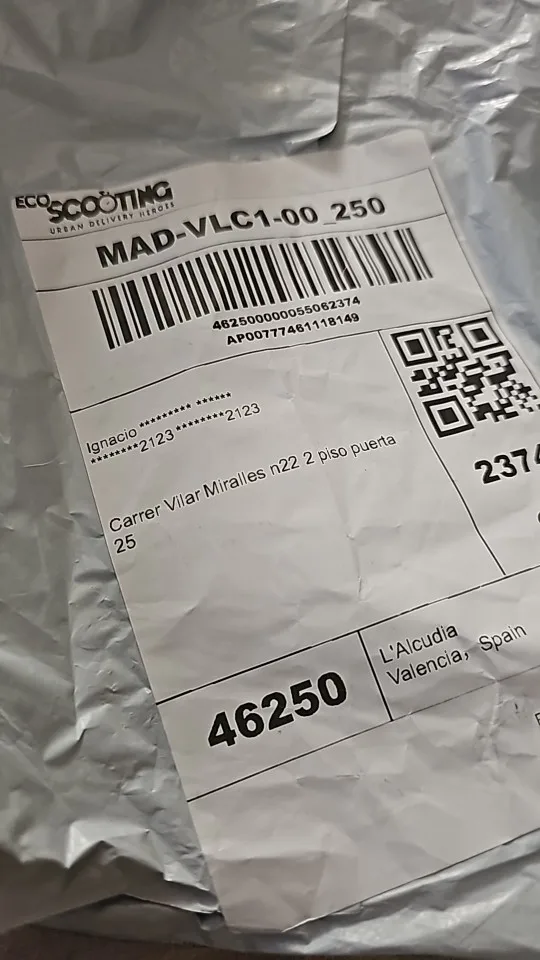 ECO SCOOTING
URBAN DELIVERY HEROES
MAD-VLC1-00_250
462500000055062374
AP00777461118149
Ignacio ********* ******
********2123 ********2123
Carrer Vilar Miralles n22 2 piso puerta
25
2374
46250
L'Alcudia
Valencia, Spain